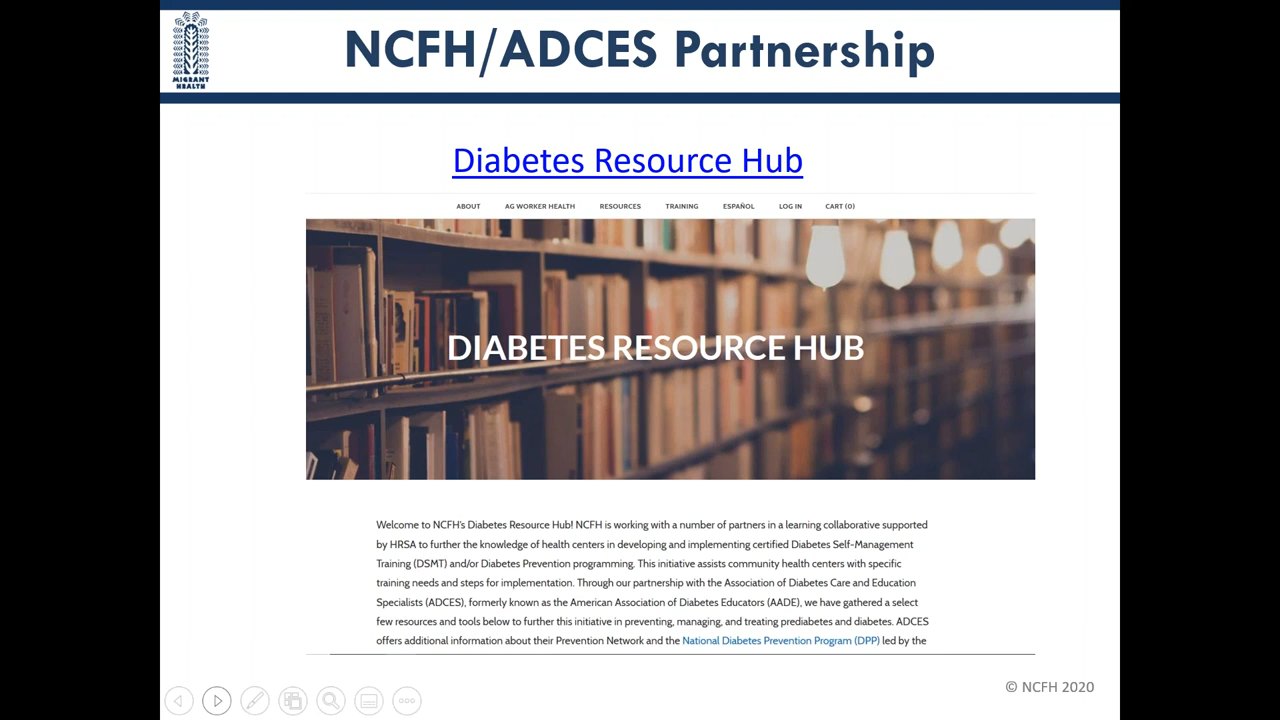 NCFH/ADCES Partnership
MIGRANT
HEALTH
Diabetes Resource Hub
ABOUT AG WORKER HEALTH RESOURCES TRAINING ESPAÑOL LOG IN CART (0)
DIABETES RESOURCE HUB
Welcome to NCFH's Diabetes Resource Hub! NCFH is working with a number of partners in a learning collaborative supported
by HRSA to further the knowledge of health centers in developing and implementing certified Diabetes Self-Management
Training (DSMT) and/or Diabetes Prevention programming. This initiative assists community health centers with specific
training needs and steps for implementation. Through our partnership with the Association of Diabetes Care and Education
Specialists (ADCES), formerly known as the American Association of Diabetes Educators (AADE), we have gathered a select
few resources and tools below to further this initiative in preventing, managing, and treating prediabetes and diabetes. ADCES
offers additional information about their Prevention Network and the National Diabetes Prevention Program (DPP) led by the
© NCFH 2020